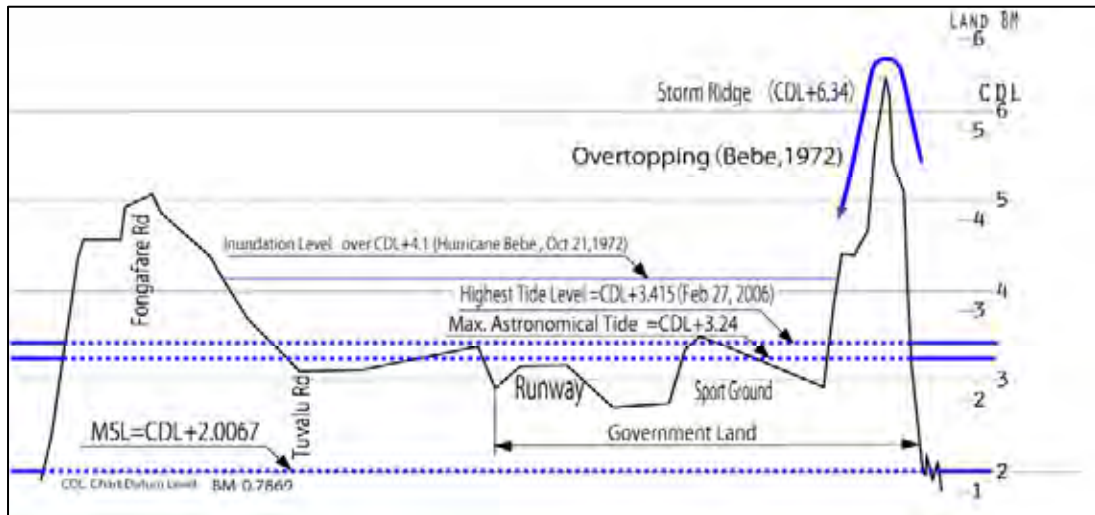 LAND BM
-6
Storm Ridge (CDL+6.34)
CDL
6
-5
Overtopping (Bebe,1972)
5
-4
Inundation Level over CDL+4.1 (Hurricane Bebe , Oct 21,1972)
Fongafare Rd
4
Highest Tide Level =CDL+3.415 (Feb 27, 2006)
-3
Max. Astronomical Tide =CDL+3.24
3
Runway
Sport Ground
-2
Tuvalu Rd
MSL=CDL+2.0067
Government Land
2
CDL Chart Datum Level BM-0.7869
-1